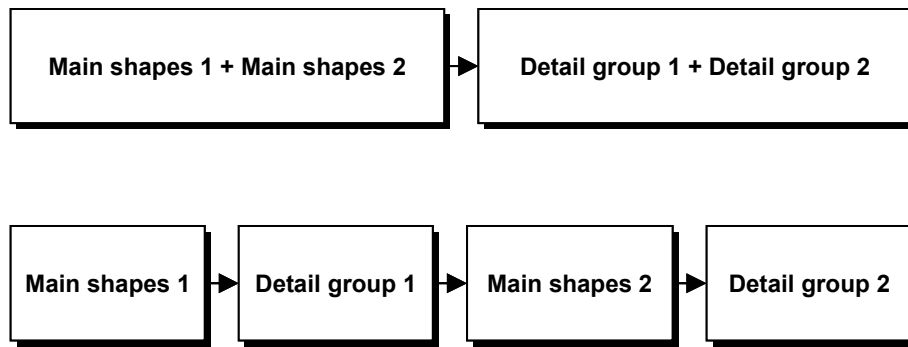 Main shapes 1 + Main shapes 2
Detail group 1 + Detail group 2
Main shapes 1
Detail group 1
Main shapes 2
Detail group 2